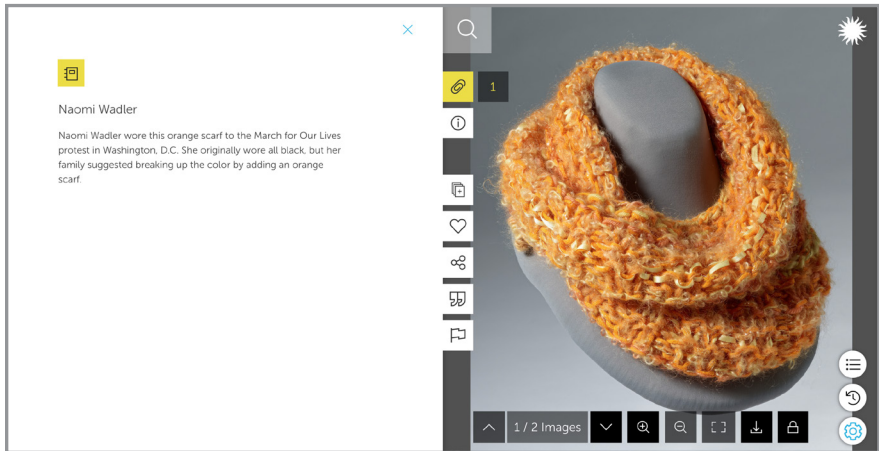 Naomi Wadler
Naomi Wadler wore this orange scarf to the March for Our Lives
protest in Washington, D.C. She originally wore all black, but her
family suggested breaking up the color by adding an orange
scarf.
1
1 / 2 Images